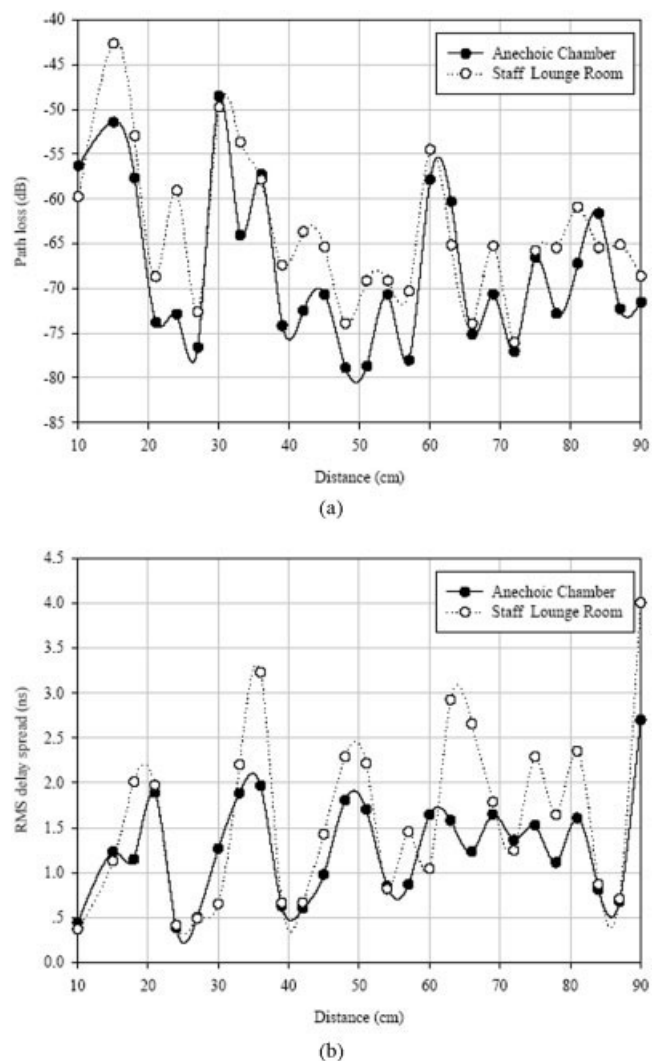 -40
-45
-50
-55
-60
-65
-70
-75
-80
-85
Path loss (dB)
Anechoic Chamber
Staff Lounge Room
10 20 30 40 50 60 70 80 90
Distance (cm)
(a)
4.5
4.0
3.5
3.0
2.5
2.0
1.5
1.0
.5
0.0
RMS delay spread (ns)
Anechoic Chamber
Staff Lounge Room
10 20 30 40 50 60 70 80 90
Distance (cm)
(b)